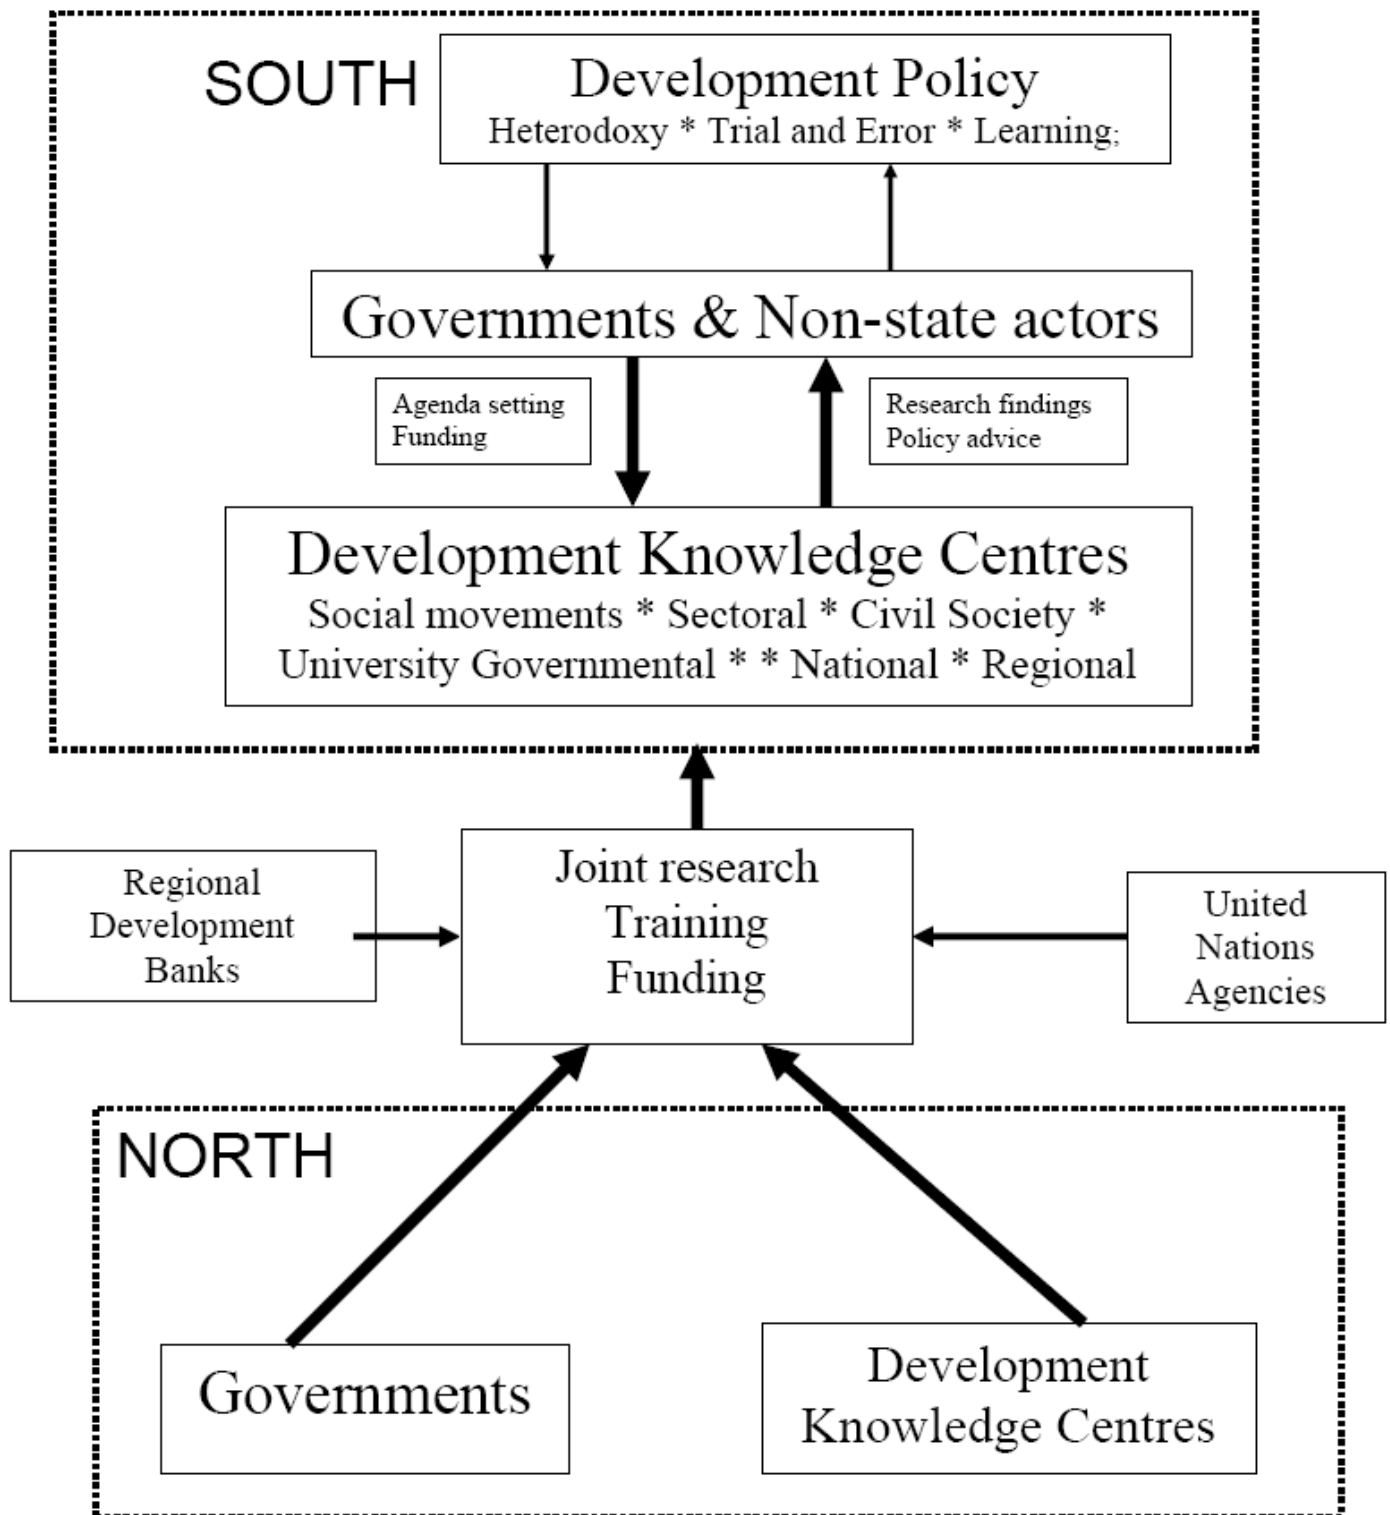 SOUTH
Development Policy
Heterodoxy * Trial and Error * Learning;
Governments & Non-state actors
Agenda setting
Funding
Research findings
Policy advice
Development Knowledge Centres
Social movements * Sectoral * Civil Society *
University Governmental * * National * Regional
Regional
Development
Banks
Joint research
Training
Funding
United
Nations
Agencies
NORTH
Governments
Development
Knowledge Centres